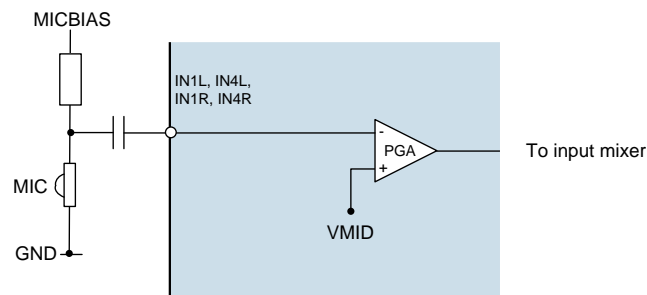 MICBIAS
IN1L, IN4L,
IN1R, IN4R
-
PGA
+
To input mixer
MIC
VMID
GND